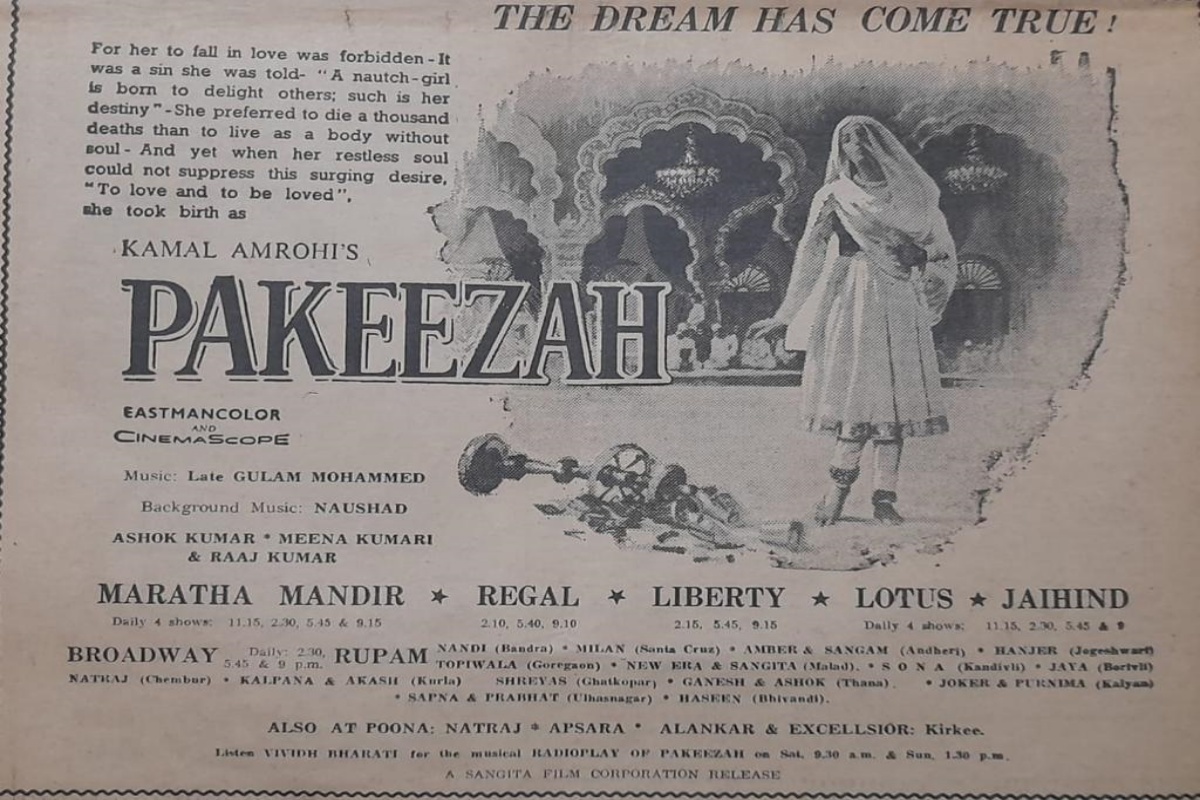 THE DREAM HAS COME TRUE!
For her to fall in love was forbidden - It
was a sin she was told- "A nautch-girl
is born to delight others; such is her
destiny" - She preferred to die a thousand
deaths than to live as a body without
soul - And yet when her restless soul
could not suppress this surging desire,
"To love and to be loved",
she took birth as
KAMAL AMROHI'S
PAKEEZAH
EASTMANCOLOR
AND
CINEMASCOPE
Music: Late GULAM MOHAMMED
Background Music: NAUSHAD
ASHOK KUMAR * MEENA KUMARI
& RAAJ KUMAR
MARATHA MANDIR ★ REGAL ★ LIBERTY ★ LOTUS ★ JAIHIND
Daily 4 shows: 11.15, 2.30, 5.45 & 9.15 2.10, 5.40, 9.10 2.15, 5.45, 9.15 Daily 4 shows: 11.15, 2.30, 5.45 & 9
BROADWAY Daily: 2.30, 5.45 & 9 p.m. RUPAM NANDI (Bandra) • MILAN (Santa Cruz) • AMBER & SANGAM (Andheri) • HANJER (Jogeshwari)
TOPIWALA (Goregaon) • NEW ERA & SANGITA (Malad). • SONA (Kandivli) • JAYA (Borivli)
NATRAJ (Chembur) • KALPANA & AKASH (Kurla) SHREYAS (Ghatkopar) • GANESH & ASHOK (Thana). • JOKER & PURNIMA (Kalyan)
• SAPNA & PRABHAT (Ulhasnagar) • HASEEN (Bhivandi).
ALSO AT POONA: NATRAJ * APSARA * ALANKAR & EXCELLSIOR: Kirkee.
Listen VIVIDH BHARATI for the musical RADIOPLAY OF PAKEEZAH on Sat. 9.30 a.m. & Sun. 1.30 p.m.
A SANGITA FILM CORPORATION RELEASE